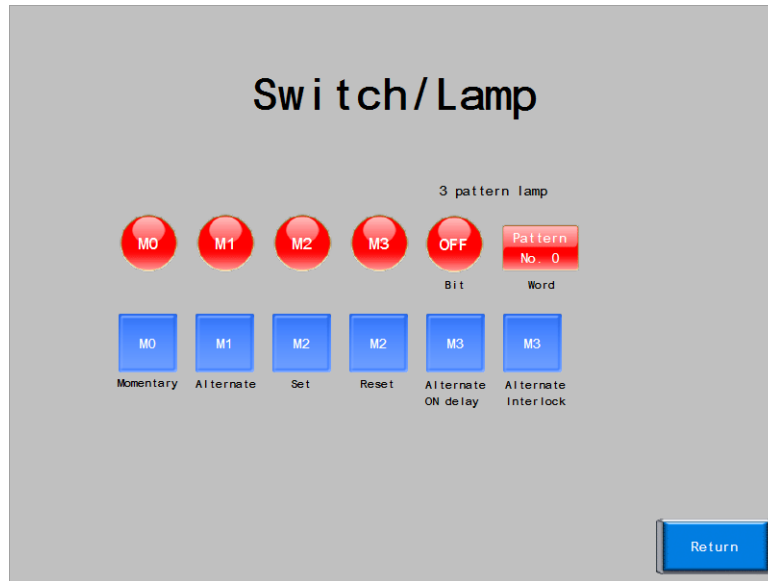 Switch/Lamp
3 pattern lamp
M0 M1 M2 M3 OFF Pattern
No. 0
Bit Word
M0 M1 M2 M2 M3 M3
Momentary Alternate Set Reset Alternate Alternate
ON delay Interlock
Return